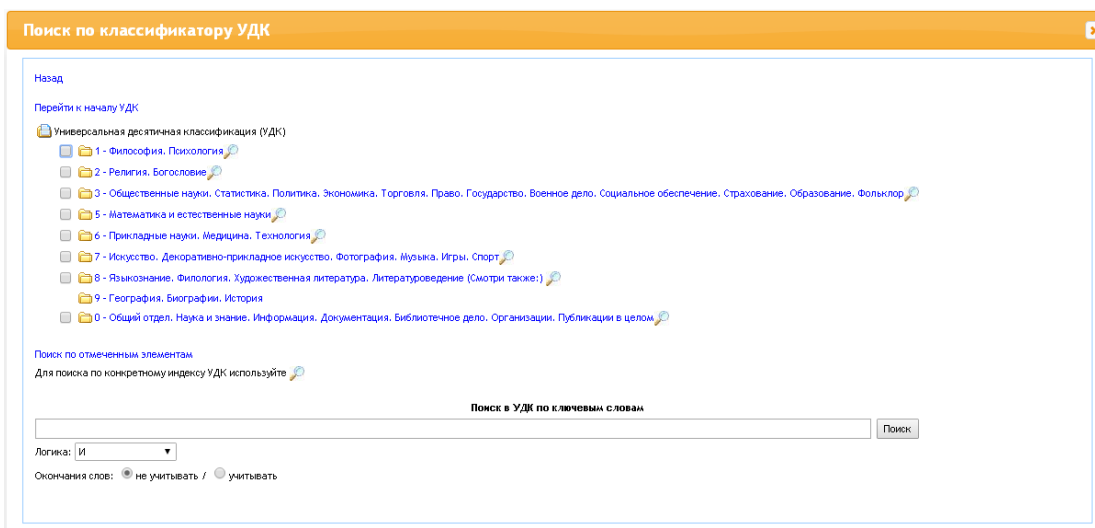 Поиск по классификатору УДК
Назад
Перейти к началу УДК
Универсальная десятичная классификация (УДК)
1 - Философия. Психология
2 - Религия. Богословие
3 - Общественные науки. Статистика. Политика. Экономика. Торговля. Право. Государство. Военное дело. Социальное обеспечение. Страхование. Образование. Фольклор
5 - Математика и естественные науки
6 - Прикладные науки. Медицина. Технология
7 - Искусство. Декоративно-прикладное искусство. Фотография. Музыка. Игры. Спорт
8 - Языкознание. Филология. Художественная литература. Литературоведение (Смотри также:)
9 - География. Биографии. История
0 - Общий отдел. Наука и знание. Информация. Документация. Библиотечное дело. Организации. Публикации в целом
Поиск по отмеченным элементам
Для поиска по конкретному индексу УДК используйте
Поиск в УДК по ключевым словам
Поиск
Логика: И
Окончания слов: не учитывать / учитывать